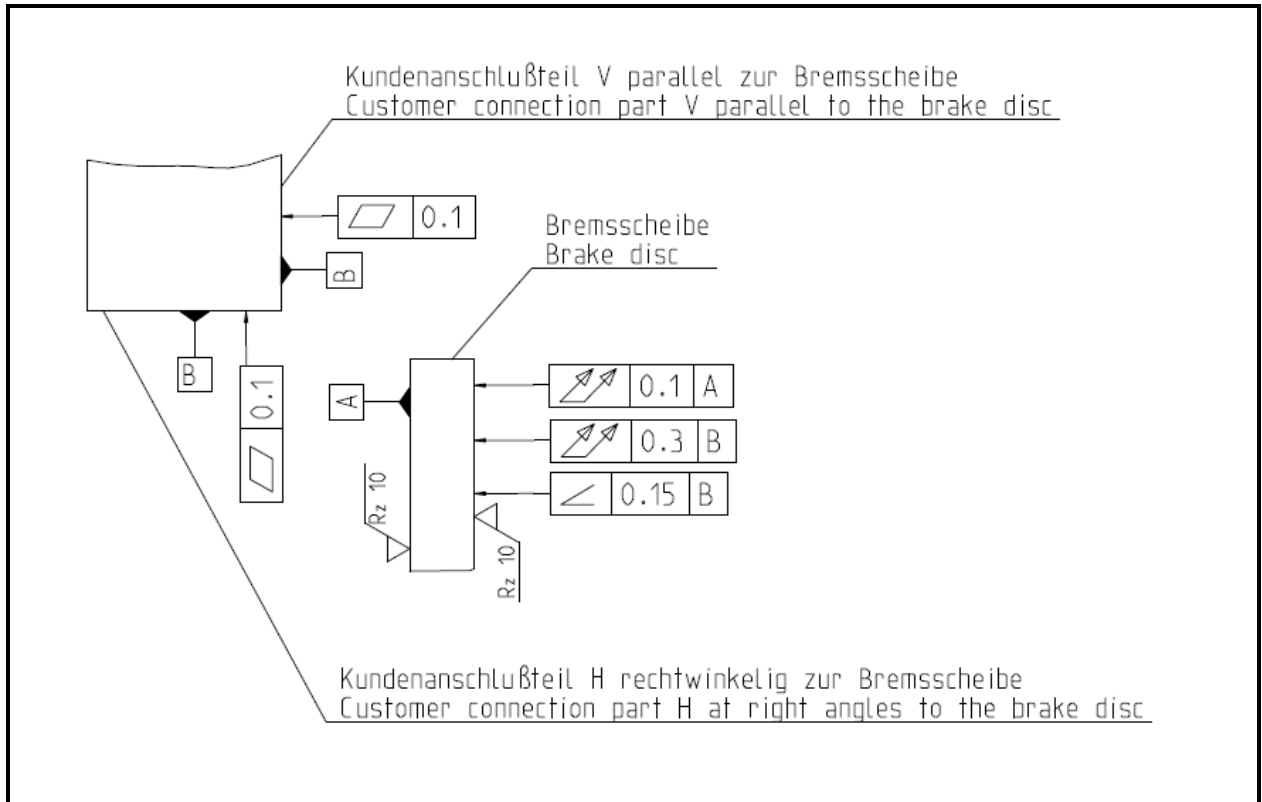 Kundenanschlußteil V parallel zur Bremsscheibe
Customer connection part V parallel to the brake disc
0.1
B
Bremsscheibe
Brake disc
B
0.1
A
0.1 A
0.3 B
0.15 B
Rz 10
Rz 10
Kundenanschlußteil H rechtwinkelig zur Bremsscheibe
Customer connection part H at right angles to the brake disc